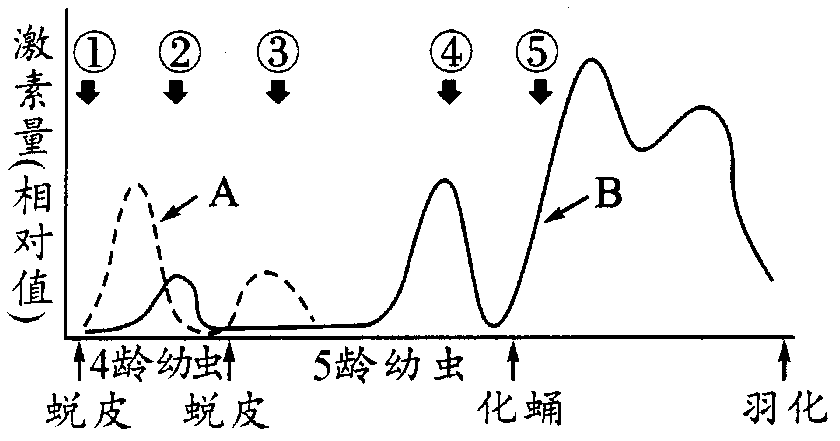 激素量(相对值)
① ② ③ ④ ⑤
A
B
4龄幼虫 5龄幼虫
蜕皮 蜕皮 化蛹 羽化